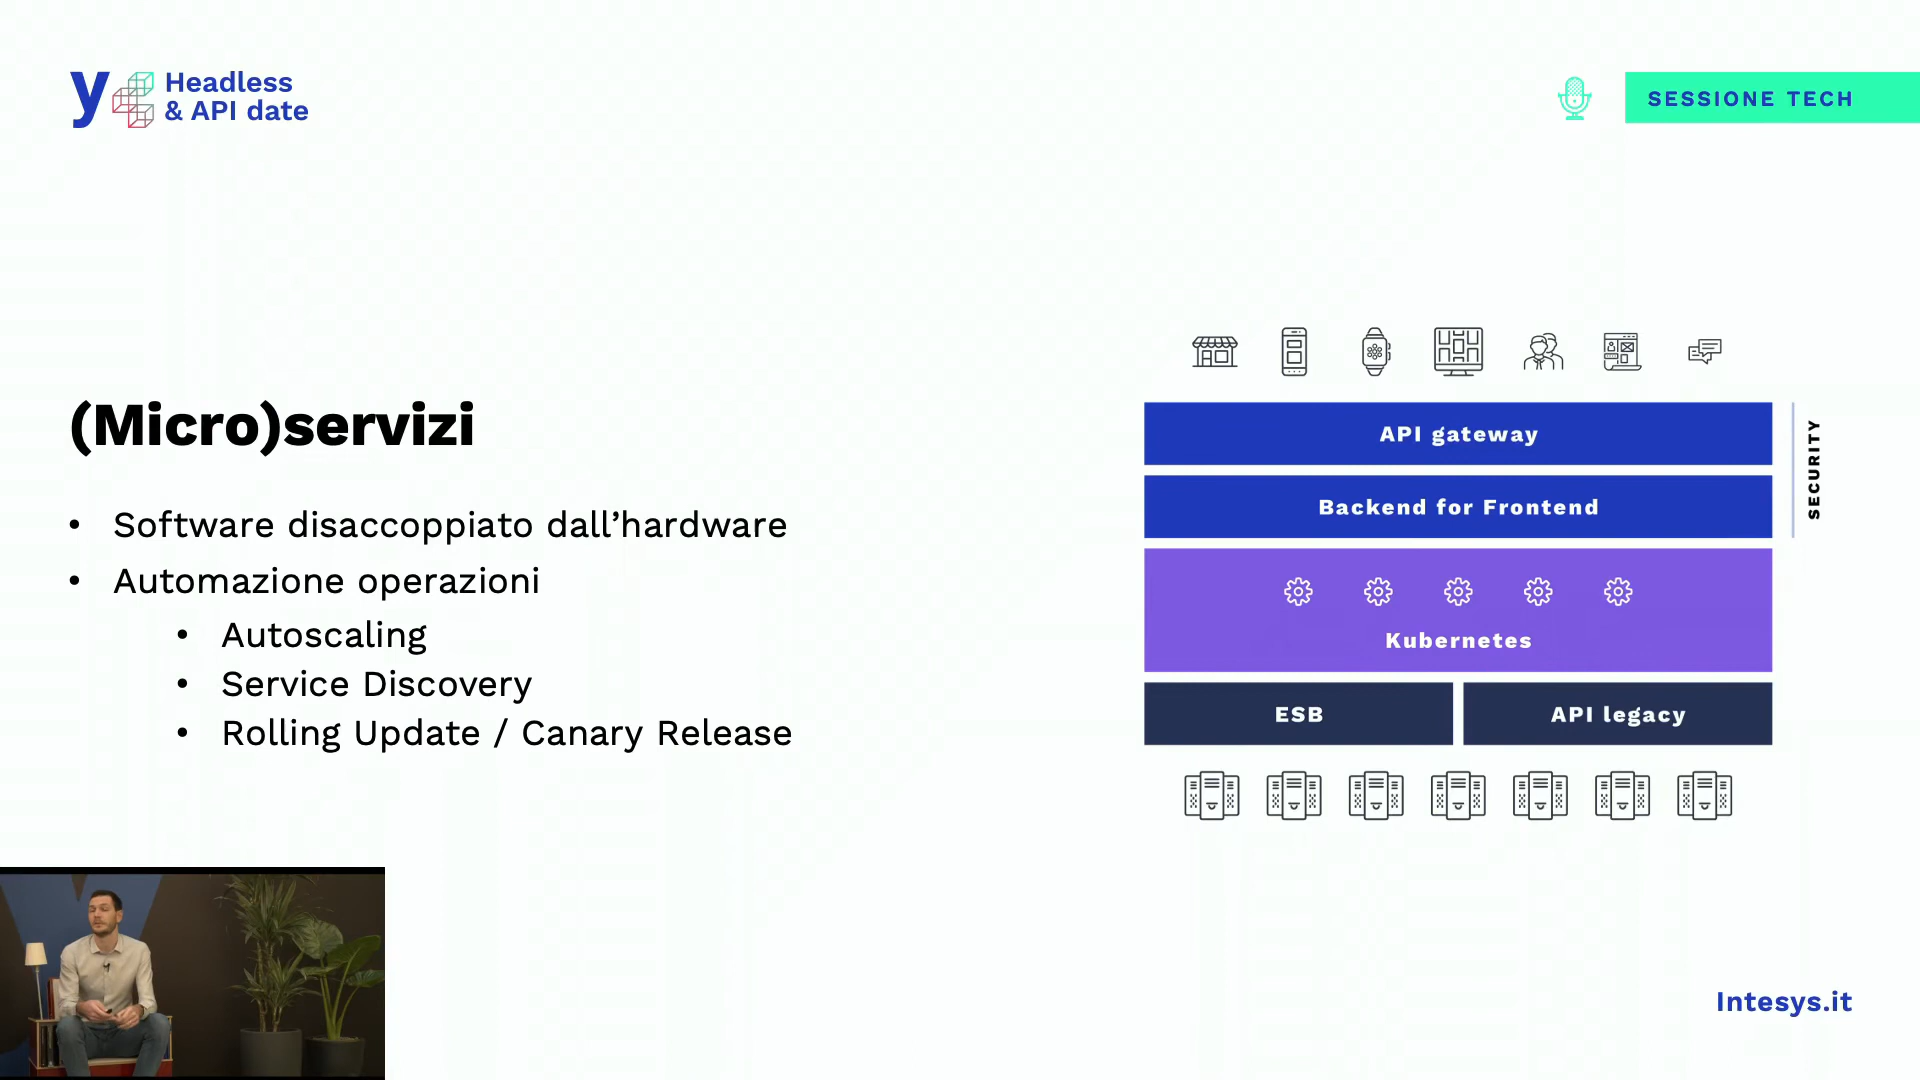 y
Headless
& API date
SESSIONE TECH
(Micro)servizi
• Software disaccoppiato dall’hardware
• Automazione operazioni
• Autoscaling
• Service Discovery
• Rolling Update / Canary Release
API gateway
Backend for Frontend
SECURITY
Kubernetes
ESB
API legacy
Intesys.it